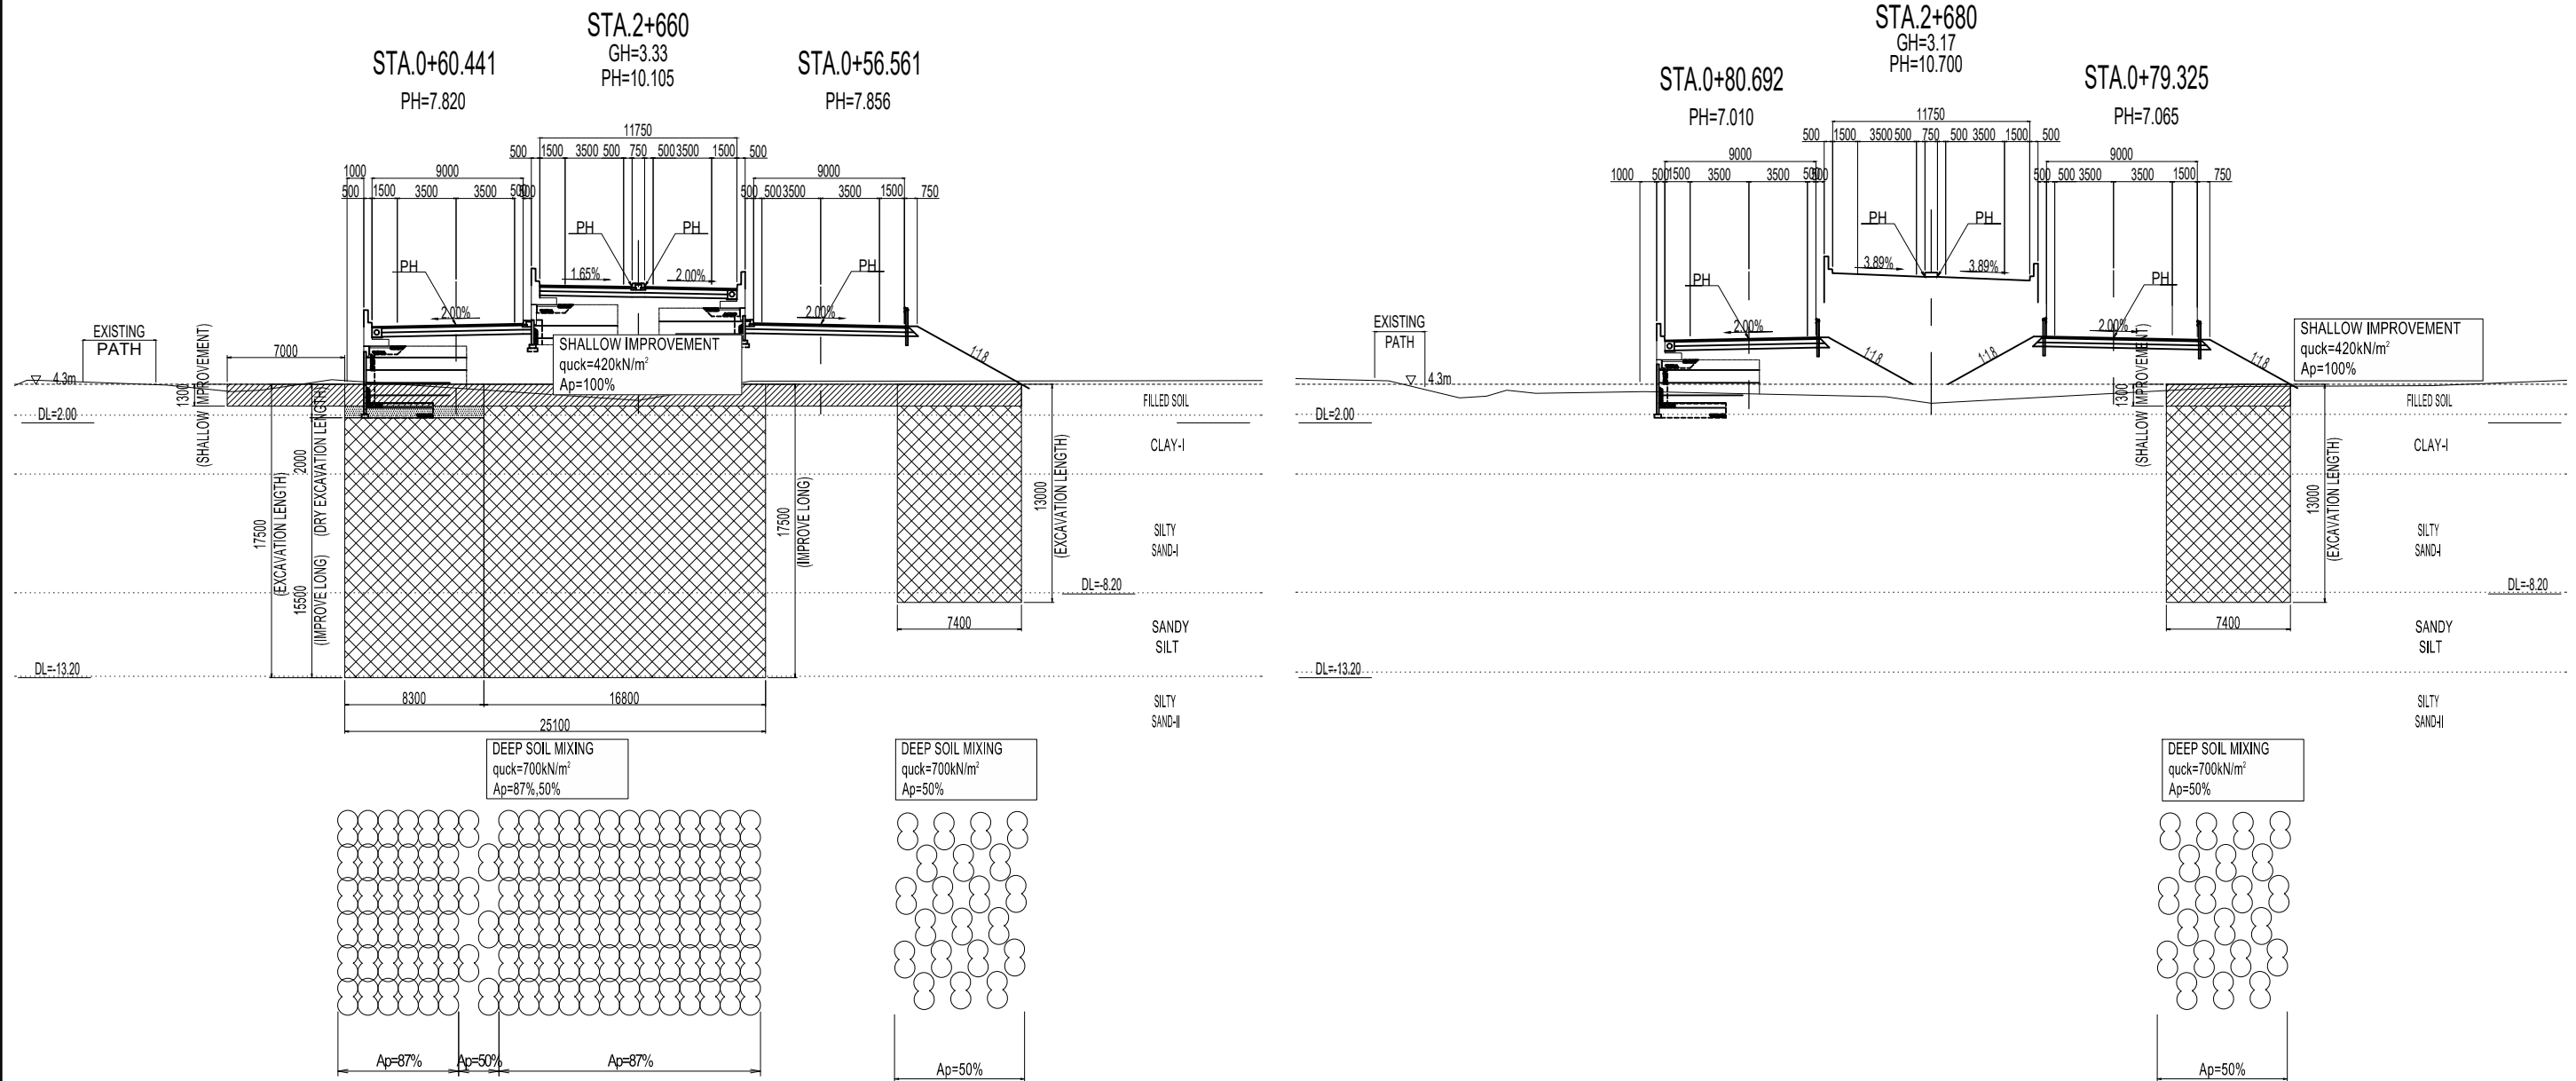 STA.2+660
GH=3.33
PH=10.105
STA.0+60.441
PH=7.820
STA.0+56.561
PH=7.856
11750
500 1500 3500 500 750 500 3500 1500 500
1000
9000
9000
500 1500 3500 3500 500
500 500 3500 3500 1500 750
PH
PH
PH
PH
1.65%
2.00%
2.00%
2.00%
1:1.8
EXISTING
PATH
7000
4.3m
1300
(SHALLOW IMPROVEMENT)
SHALLOW IMPROVEMENT
quck=420kN/m²
Ap=100%
DL=2.00
FILLED SOIL
CLAY-I
SILTY
SAND-I
DL=-8.20
SANDY
SILT
DL=-13.20
SILTY
SAND-II
17500
(EXCAVATION LENGTH)
2000
(DRY EXCAVATION LENGTH)
15500
(IMPROVE LONG)
17500
(IMPROVE LONG)
13000
(EXCAVATION LENGTH)
7400
8300
16800
25100
DEEP SOIL MIXING
quck=700kN/m²
Ap=87%,50%
DEEP SOIL MIXING
quck=700kN/m²
Ap=50%
Ap=87%
Ap=50%
Ap=87%
Ap=50%
STA.2+680
GH=3.17
PH=10.700
STA.0+80.692
PH=7.010
STA.0+79.325
PH=7.065
11750
500 1500 3500 500 750 500 3500 1500 500
9000
9000
1000 500 1500 3500 3500 500
500 500 3500 3500 1500 750
PH
PH
PH
PH
3.89%
3.89%
2.00%
2.00%
1:1.8
1:1.8
1:1.8
EXISTING
PATH
4.3m
1300
(SHALLOW IMPROVEMENT)
SHALLOW IMPROVEMENT
quck=420kN/m²
Ap=100%
DL=2.00
FILLED SOIL
CLAY-I
SILTY
SAND-I
13000
(EXCAVATION LENGTH)
DL=-8.20
7400
SANDY
SILT
DL=-13.20
SILTY
SAND-II
DEEP SOIL MIXING
quck=700kN/m²
Ap=50%
Ap=50%